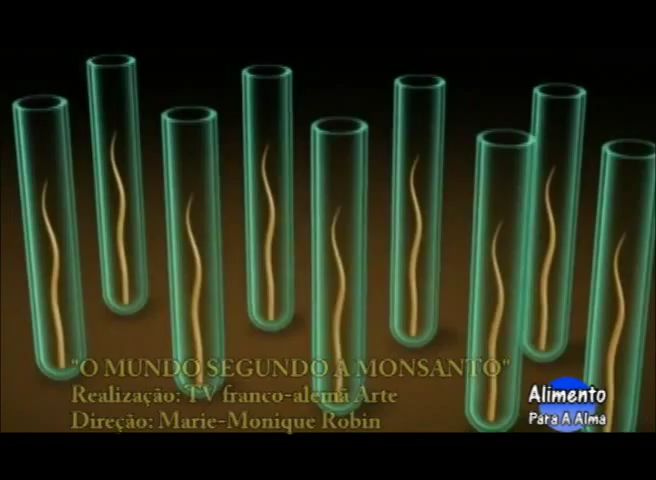 "O MUNDO SEGUNDO A MONSANTO"
Realização: TV franco-alemã Arte
Direção: Marie-Monique Robin
Alimento
Para A Alma